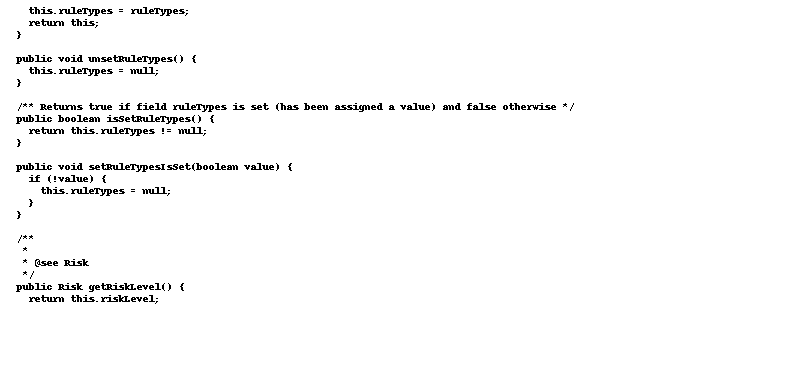 this.ruleTypes = ruleTypes;
    return this;
  }

  public void unsetRuleTypes() {
    this.ruleTypes = null;
  }

  /** Returns true if field ruleTypes is set (has been assigned a value) and false otherwise */
  public boolean isSetRuleTypes() {
    return this.ruleTypes != null;
  }

  public void setRuleTypesIsSet(boolean value) {
    if (!value) {
      this.ruleTypes = null;
    }
  }

  /**
   *
   * @see Risk
   */
  public Risk getRiskLevel() {
    return this.riskLevel;